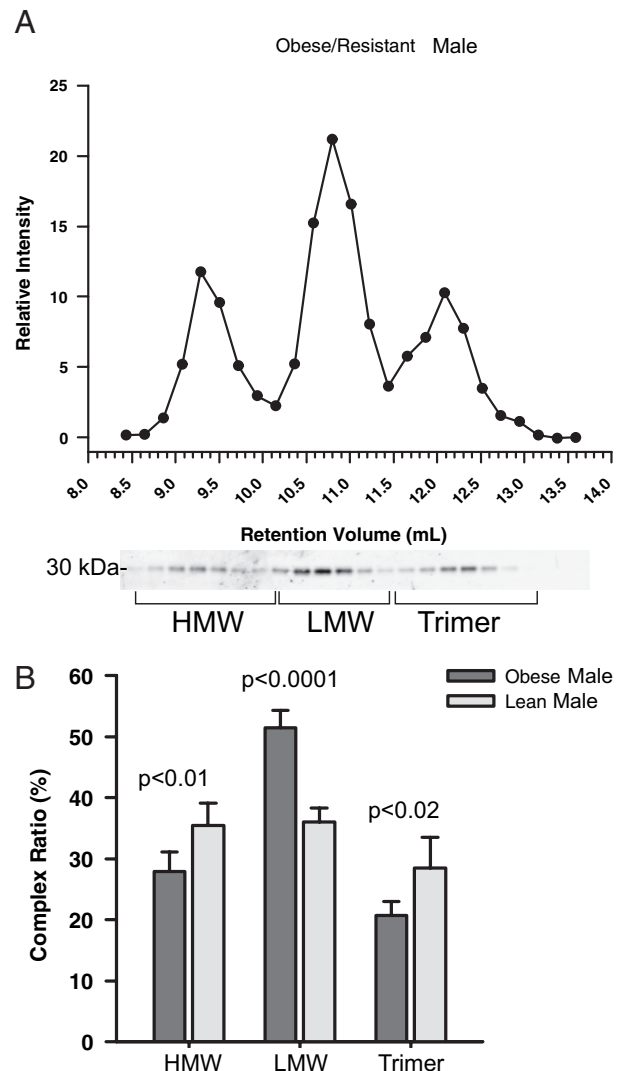 A
Obese/Resistant Male
25
20
15
10
5
0
Relative Intensity
8.0 8.5 9.0 9.5 10.0 10.5 11.0 11.5 12.0 12.5 13.0 13.5 14.0
Retention Volume (mL)
30 kDa-
HMW LMW Trimer
B
Obese Male
Lean Male
60
50
40
30
20
10
0
Complex Ratio (%)
p<0.0001
p<0.01
p<0.02
HMW LMW Trimer